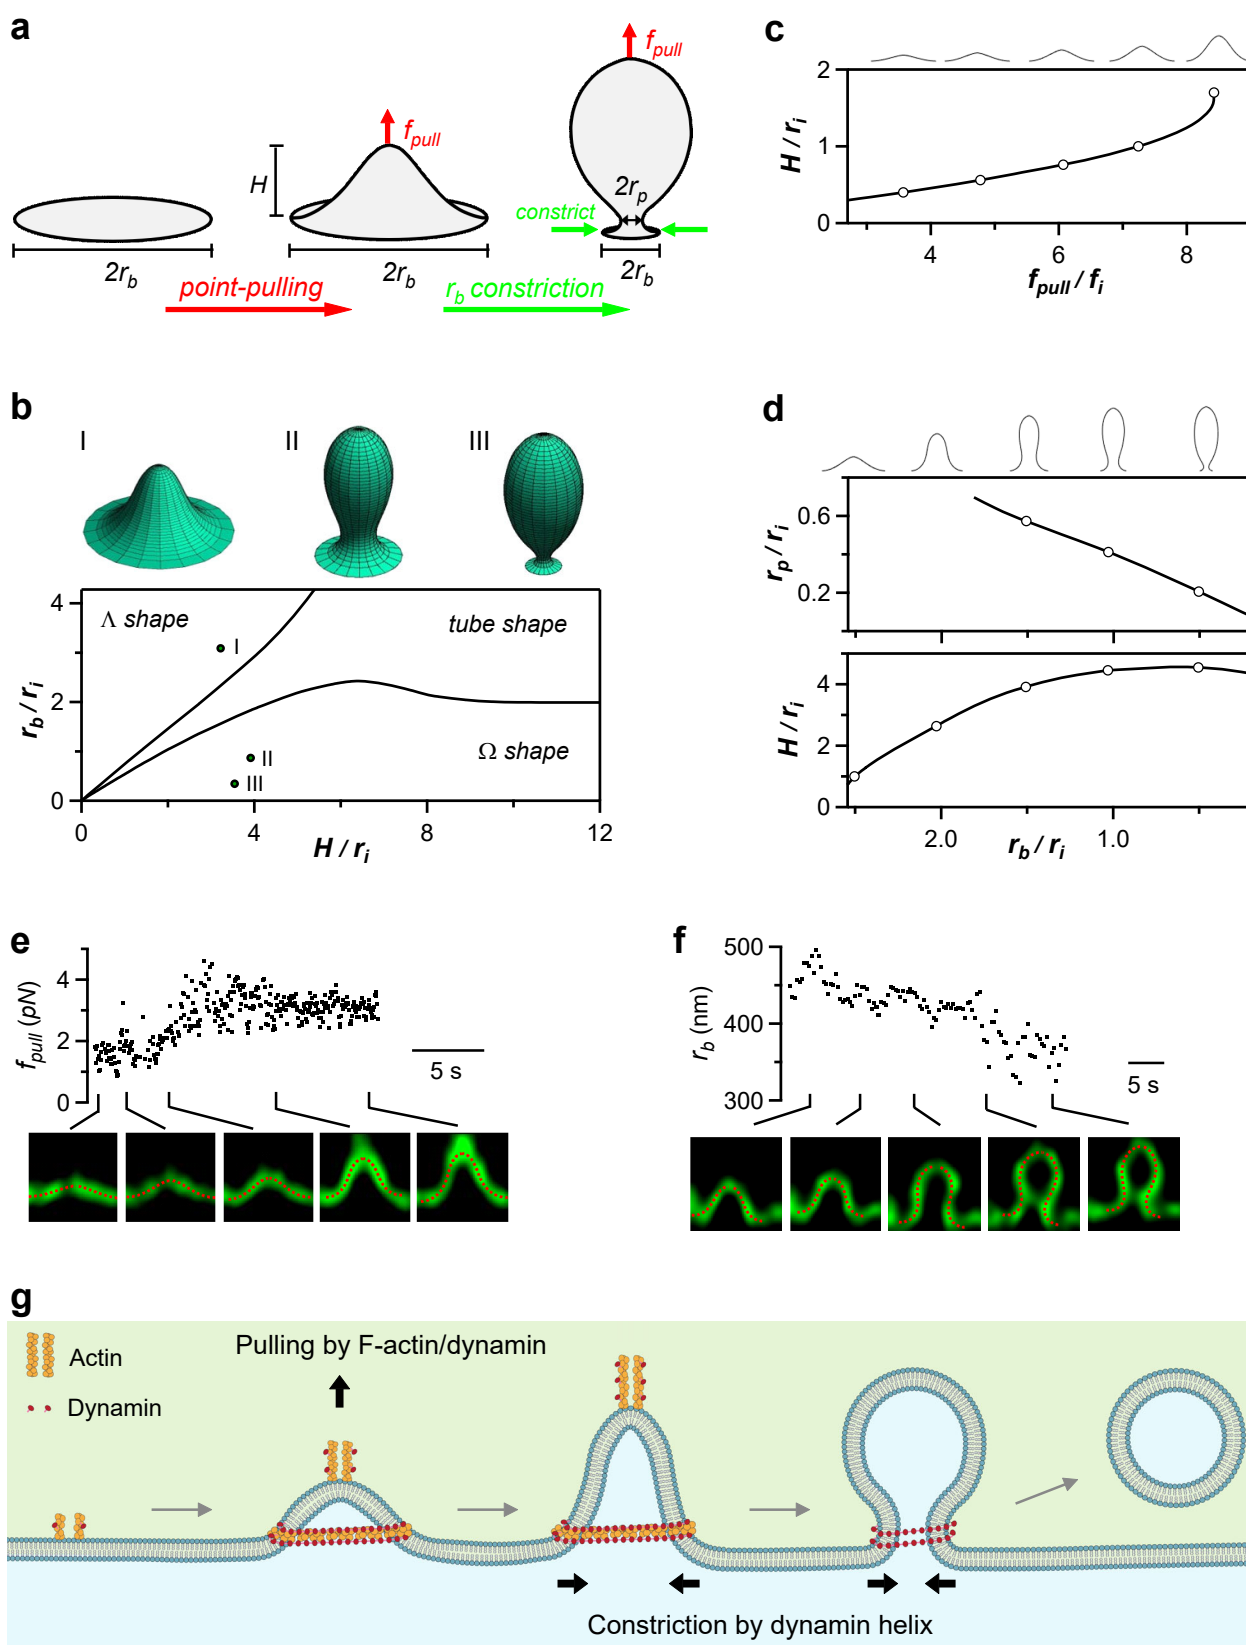 a
f_pull
f_pull
H
2r_p
constrict
2r_b
2r_b
2r_b
point-pulling
r_b constriction
c
2
1
0
H / r_i
4
6
8
f_pull / f_i
b
I
II
III
4
2
0
r_b / r_i
Λ shape
tube shape
Ω shape
I
II
III
0
4
8
12
H / r_i
d
0.6
0.2
r_p / r_i
4
2
0
H / r_i
2.0
1.0
r_b / r_i
e
4
2
0
f_pull (pN)
5 s
f
500
400
300
r_b (nm)
5 s
g
Actin
Dynamin
Pulling by F-actin/dynamin
Constriction by dynamin helix